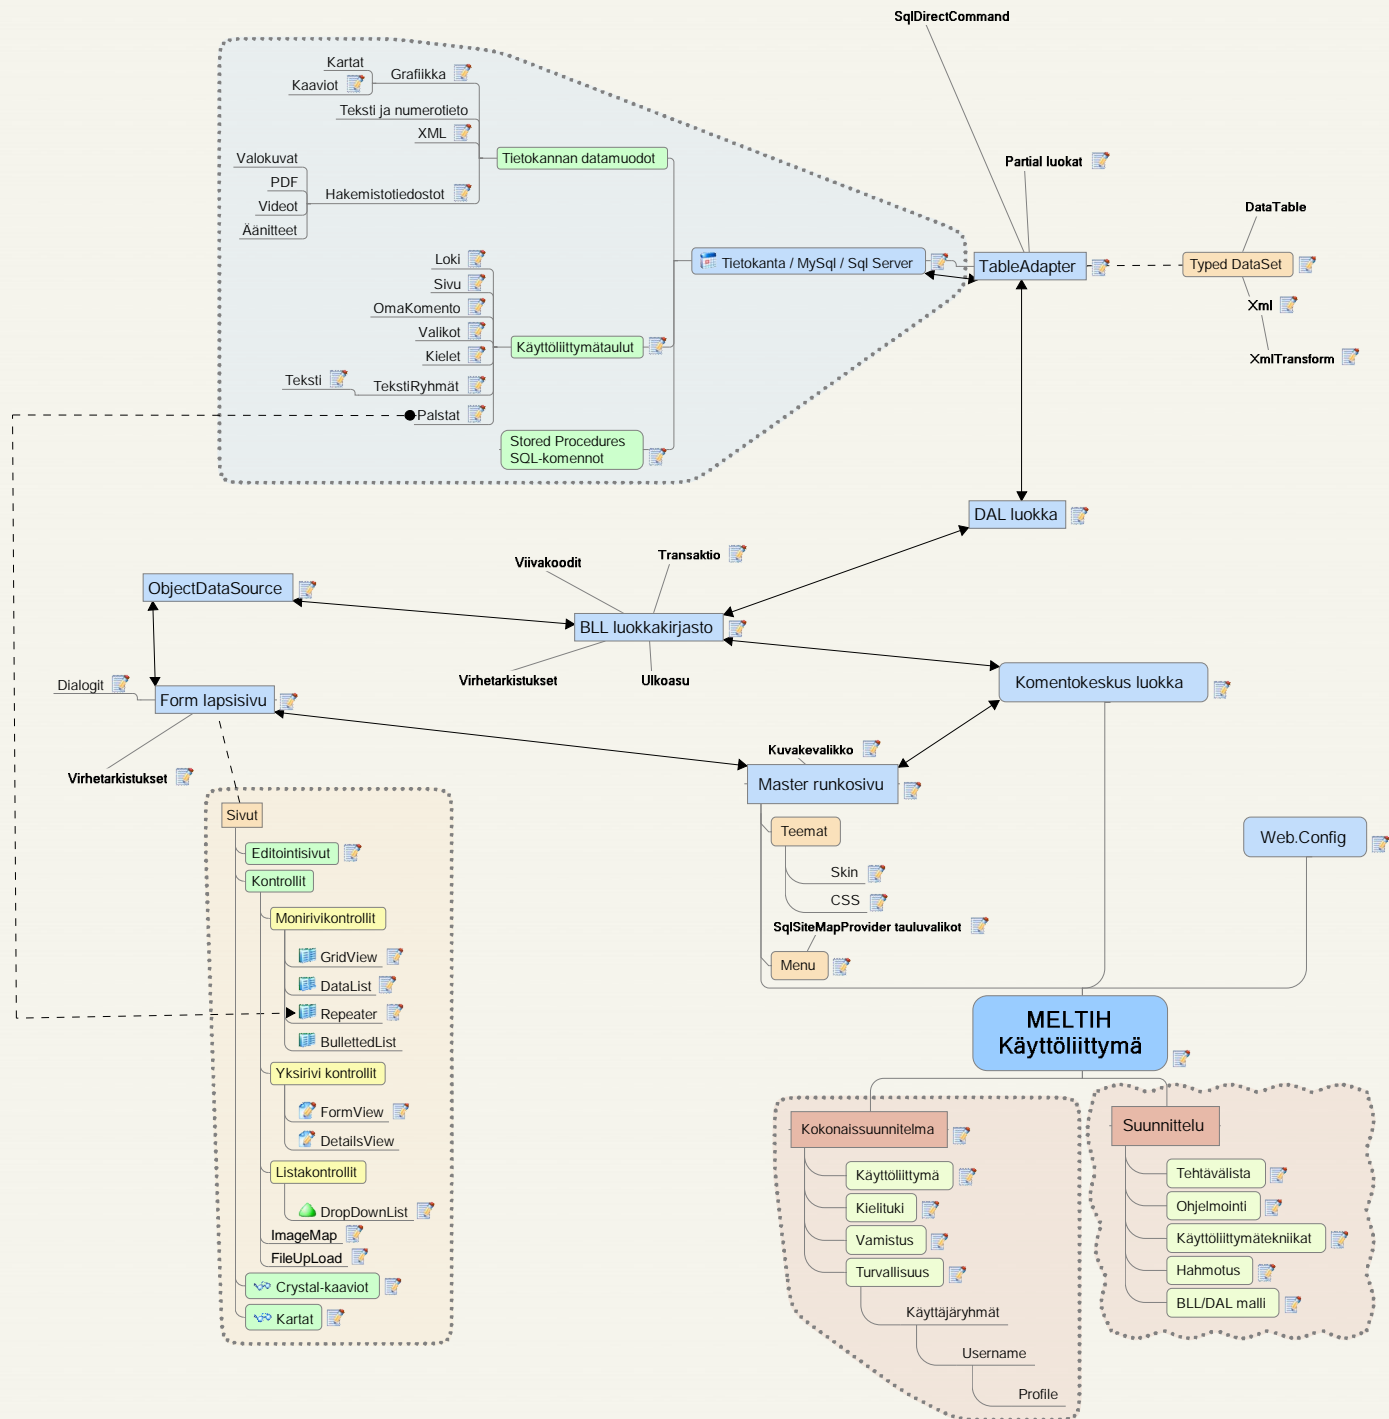 SqlDirectCommand
Kartat
Kaaviot
Grafiikka
Teksti ja numerotieto
XML
Tietokannan datamuodot
Valokuvat
PDF
Videot
Äänitteet
Hakemistotiedostot
Partial luokat
DataTable
Typed DataSet
Xml
XmlTransform
TableAdapter
Tietokanta / MySql / Sql Server
Loki
Sivu
OmaKomento
Valikot
Kielet
Teksti
TekstiRyhmät
Palstat
Käyttöliittymätaulut
Stored Procedures
SQL-komennot
DAL luokka
Viivakoodit
Transaktio
ObjectDataSource
BLL luokkakirjasto
Virhetarkistukset
Ulkoasu
Komentokeskus luokka
Dialogit
Form lapsisivu
Virhetarkistukset
Kuvakevalikko
Master runkosivu
Teemat
Skin
CSS
SqlSiteMapProvider tauluvalikot
Menu
Web.Config
Sivut
Editointisivut
Kontrollit
Monirivikontrollit
GridView
DataList
Repeater
BullettedList
Yksirivi kontrollit
FormView
DetailsView
Listakontrollit
DropDownList
ImageMap
FileUpLoad
Crystal-kaaviot
Kartat
MELTIH
Käyttöliittymä
Kokonaissuunnitelma
Käyttöliittymä
Kielituki
Vamistus
Turvallisuus
Käyttäjäryhmät
Username
Profile
Suunnittelu
Tehtävälista
Ohjelmointi
Käyttöliittymätekniikat
Hahmotus
BLL/DAL malli